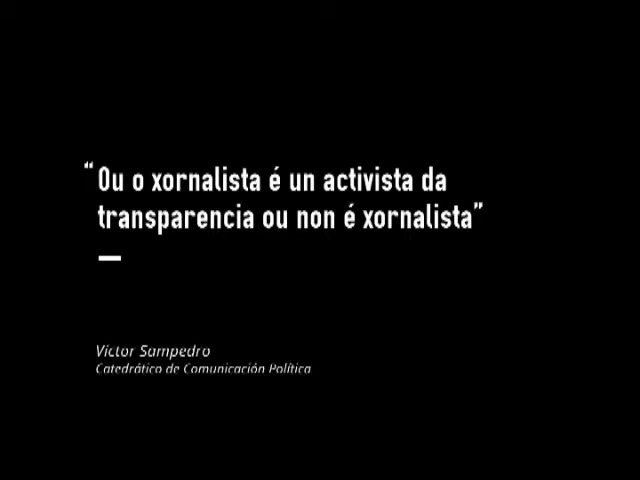 “Ou o xornalista é un activista da
transparencia ou non é xornalista”
Víctor Sampedro
Catedrático de Comunicación Política